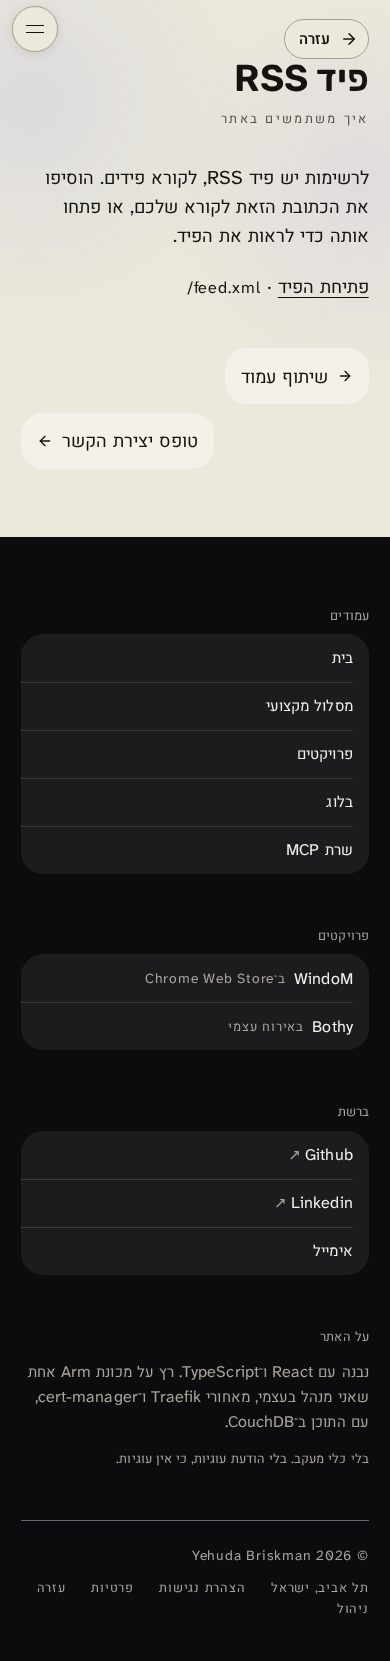 עזרה
פיד RSS
איך משתמשים באתר
לרשימות יש פיד RSS, לקורא פידים. הוסיפו
את הכתובת הזאת לקורא שלכם, או פתחו
אותה כדי לראות את הפיד.
פתיחת הפיד · /feed.xml
שיתוף עמוד
טופס יצירת הקשר
עמודים
בית
מסלול מקצועי
פרויקטים
בלוג
שרת MCP
פרויקטים
WindoM ב־Chrome Web Store
Bothy באירוח עצמי
ברשת
Github ↗
Linkedin ↗
אימייל
על האתר
נבנה עם React ו־TypeScript. רץ על מכונת Arm אחת
שאני מנהל בעצמי, מאחורי Traefik ו־cert-manager,
עם התוכן ב־CouchDB.
בלי כלי מעקב. בלי הודעת עוגיות, כי אין עוגיות.
© 2026 Yehuda Briskman
תל אביב, ישראל הצהרת נגישות פרטיות עזרה
ניהול